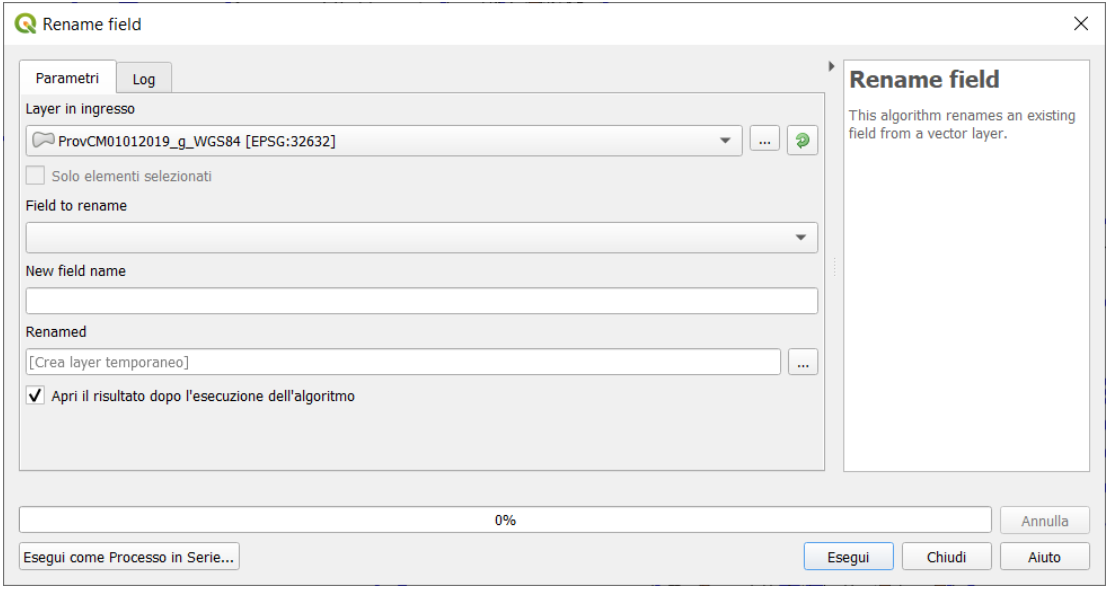 Rename field
Parametri
Log
Layer in ingresso
ProvCM01012019_g_WGS84 [EPSG:32632]
...
Solo elementi selezionati
Field to rename
New field name
Renamed
[Crea layer temporaneo]
...
Apri il risultato dopo l'esecuzione dell'algoritmo
Rename field
This algorithm renames an existing
field from a vector layer.
0%
Annulla
Esegui come Processo in Serie...
Esegui
Chiudi
Aiuto